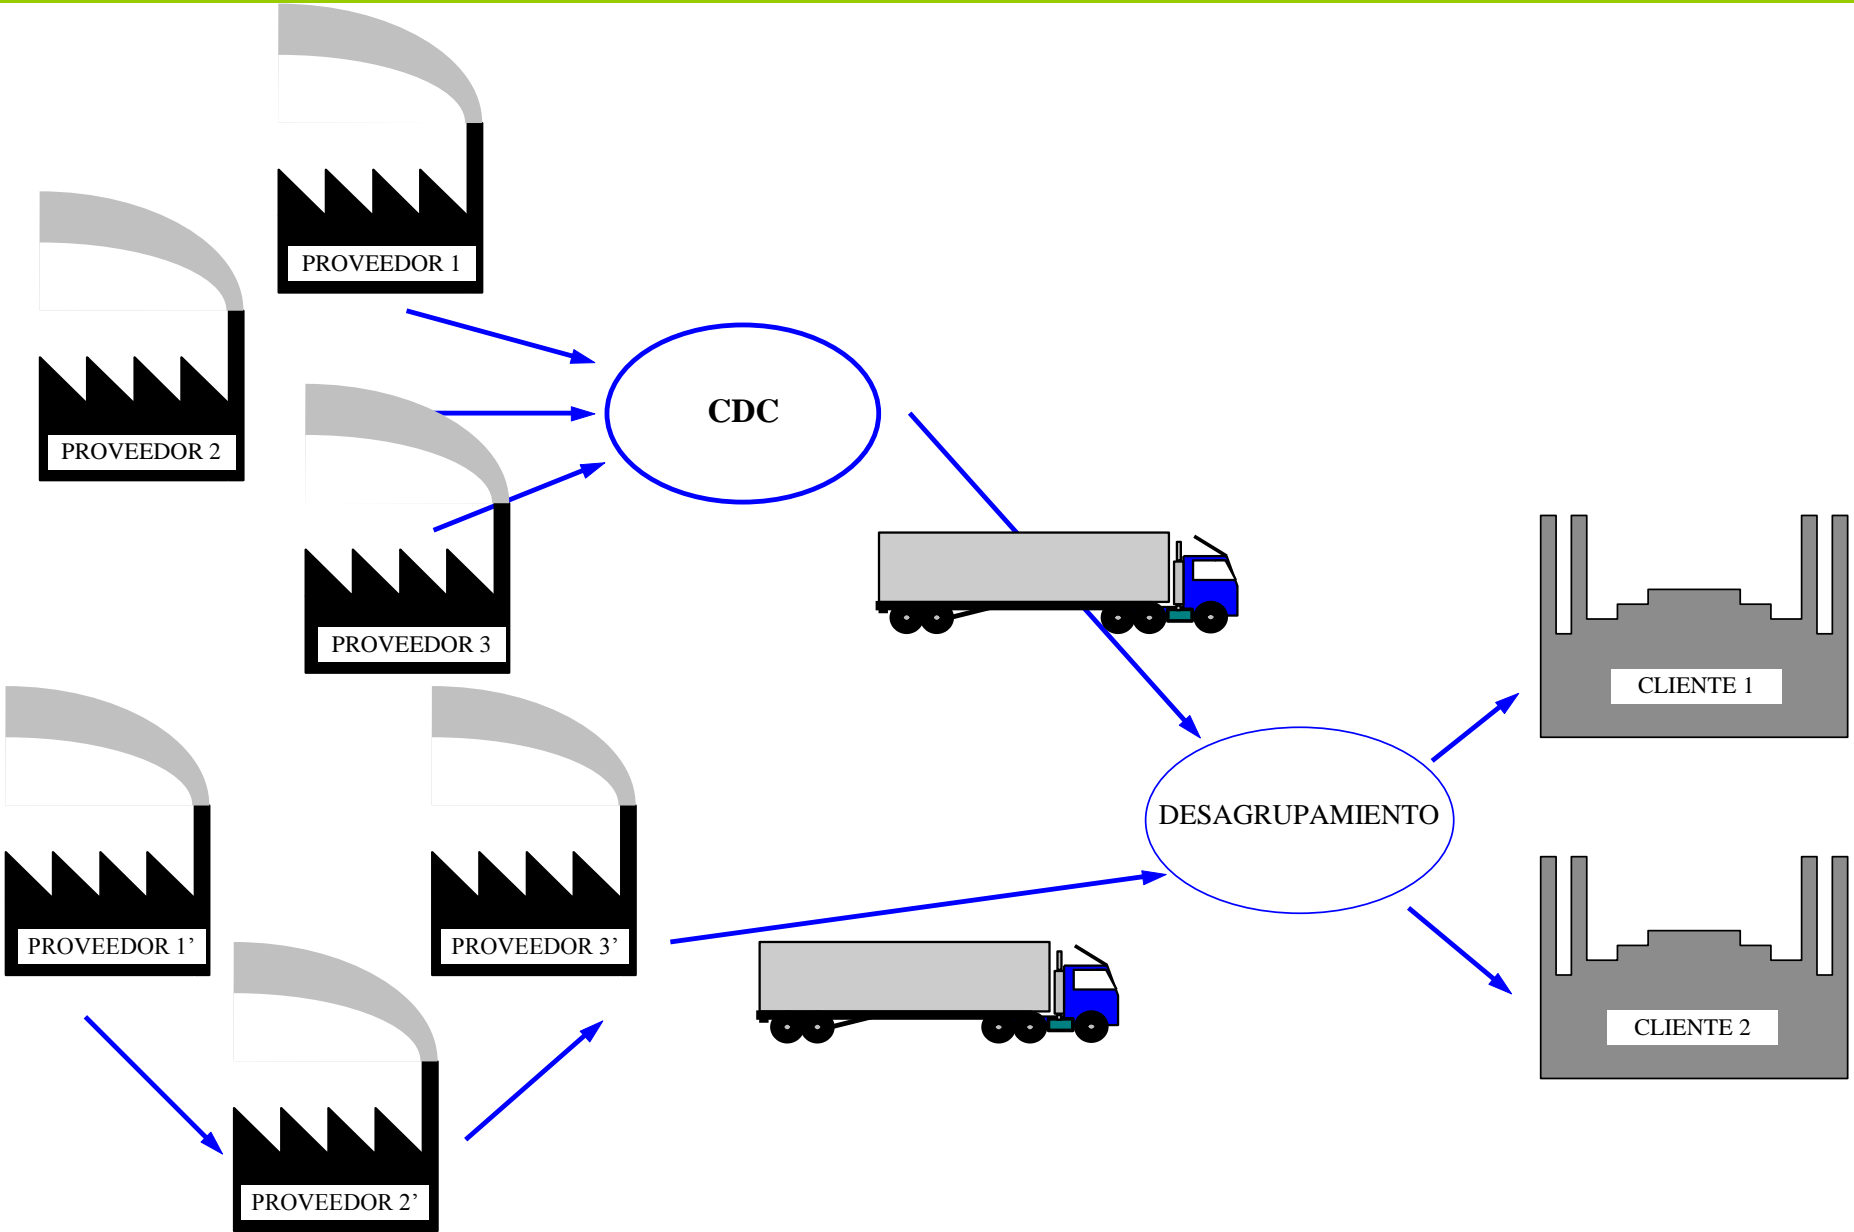 PROVEEDOR 1
PROVEEDOR 2
CDC
PROVEEDOR 3
CLIENTE 1
DESAGRUPAMIENTO
PROVEEDOR 1’
PROVEEDOR 3’
CLIENTE 2
PROVEEDOR 2’